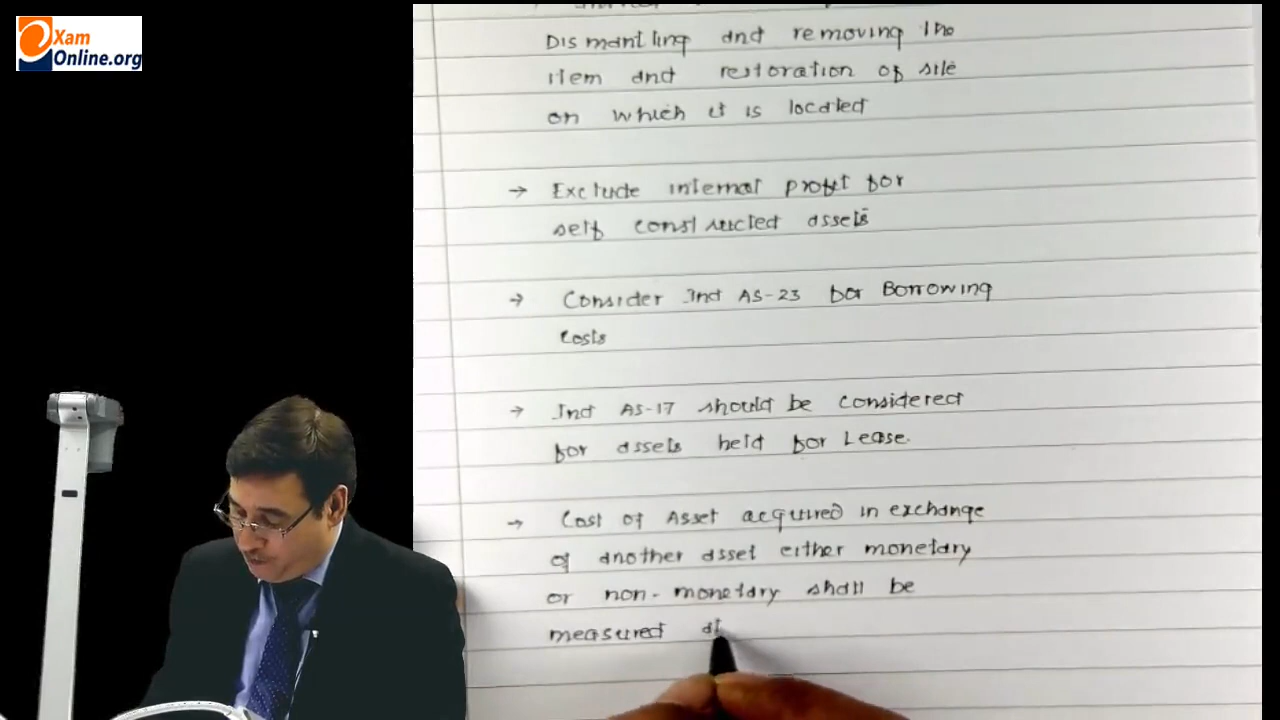 Xam
Online.org
Dismantling and removing the
item and restoration of site
on which it is located
→ Exclude internal profit for
self constructed assets
→ Consider Ind AS-23 for Borrowing
Costs
→ Ind AS-17 should be considered
for assets held for Lease.
→ Cost of Asset acquired in exchange
of another asset either monetary
or non-monetary shall be
measured at